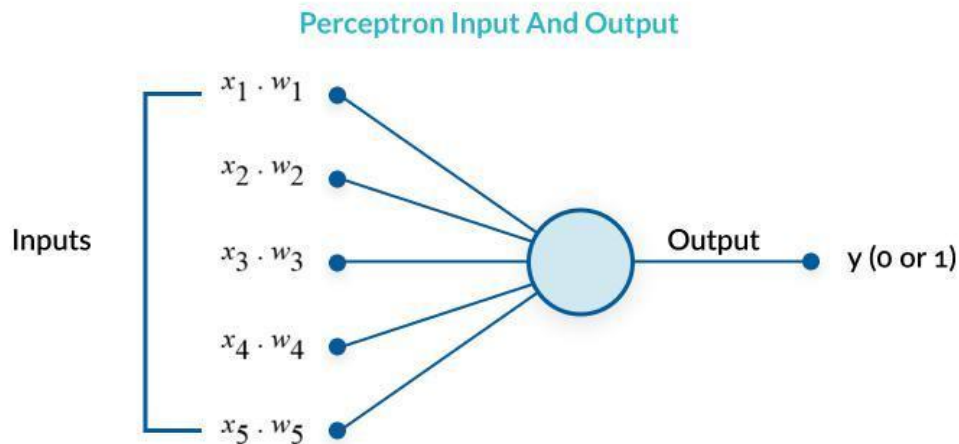 Perceptron Input And Output
x1 . w1
x2 . w2
Inputs
x3 . w3
Output
y (0 or 1)
x4 . w4
x5 . w5